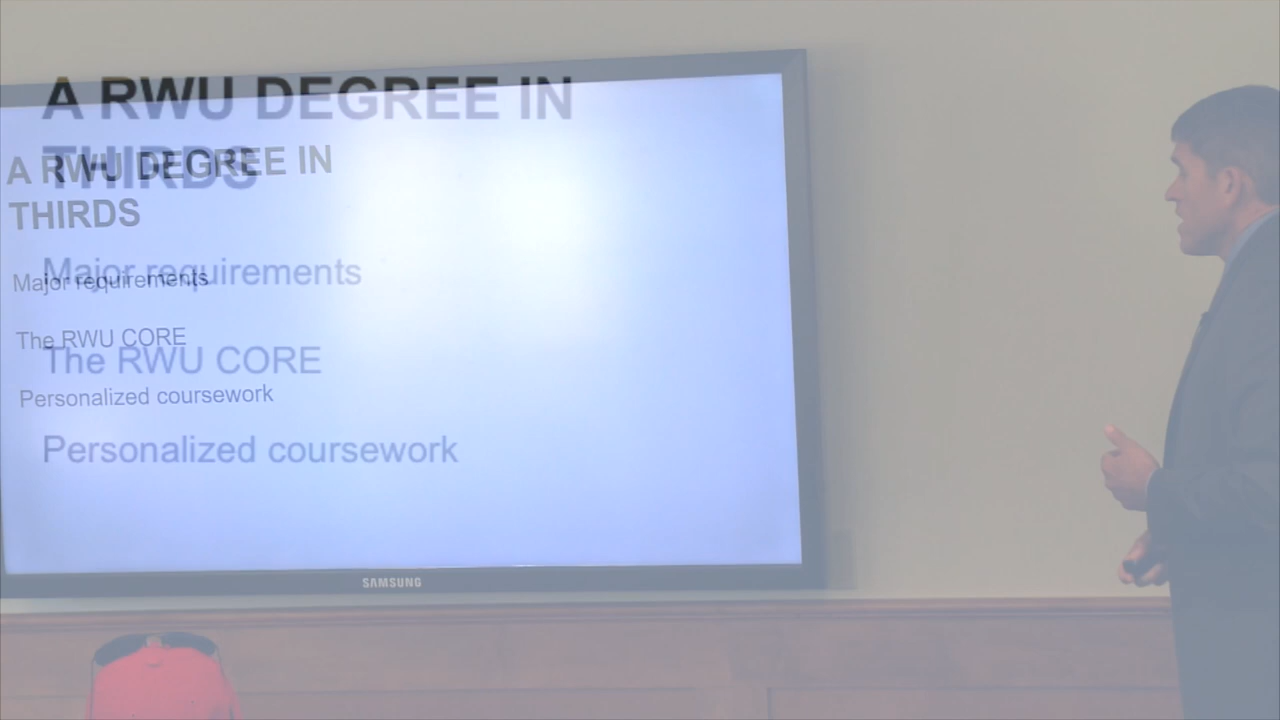 A RWU DEGREE IN
THIRDS
Major requirements
The RWU CORE
Personalized coursework
A RWU DEGREE IN
THIRDS
Major requirements
The RWU CORE
Personalized coursework
SAMSUNG